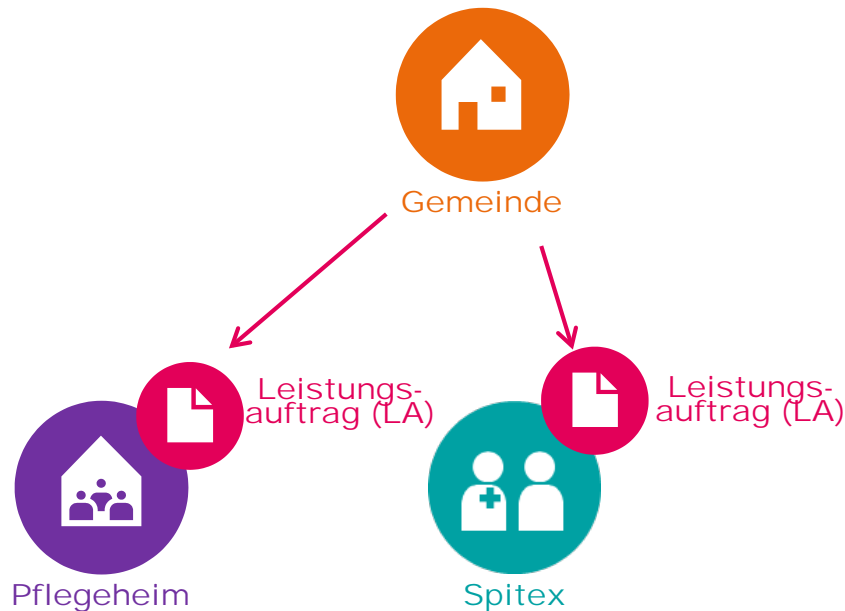 Gemeinde
Leistungs-
auftrag (LA)
Leistungs-
auftrag (LA)
Pflegeheim
Spitex